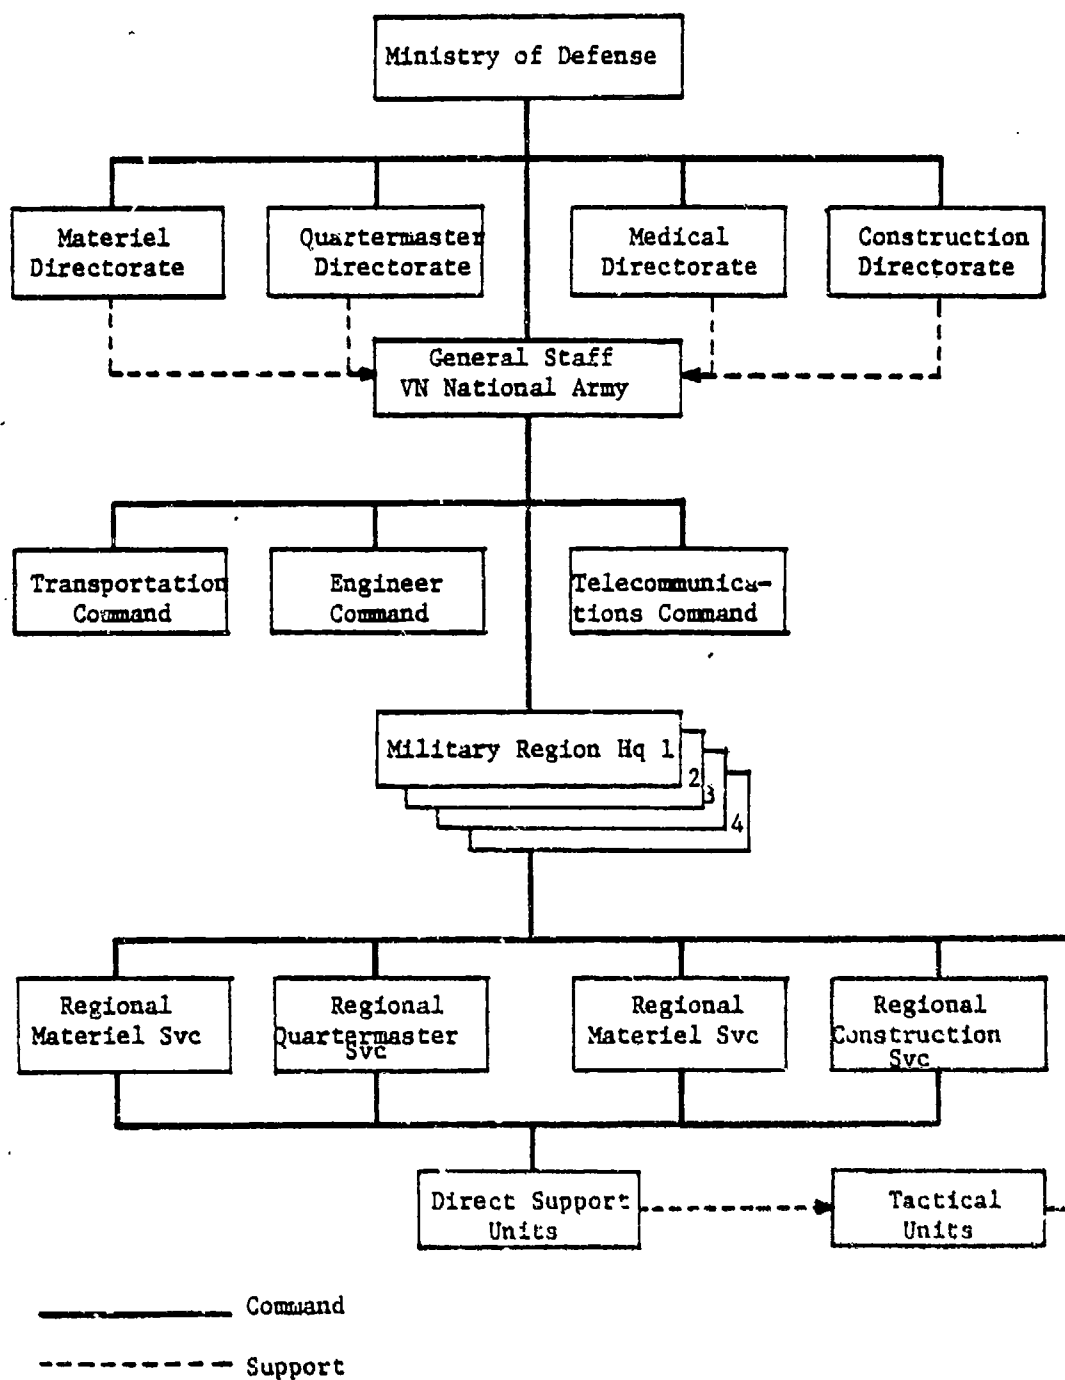 Ministry of Defense
Materiel
Directorate
Quartermaster
Directorate
Medical
Directorate
Construction
Directorate
General Staff
VN National Army
Transportation
Command
Engineer
Command
Telecommunica-
tions Command
Military Region Hq 1
2
3
4
Regional
Materiel Svc
Regional
Quartermaster
Svc
Regional
Materiel Svc
Regional
Construction
Svc
Direct Support
Units
Tactical
Units
Command
Support